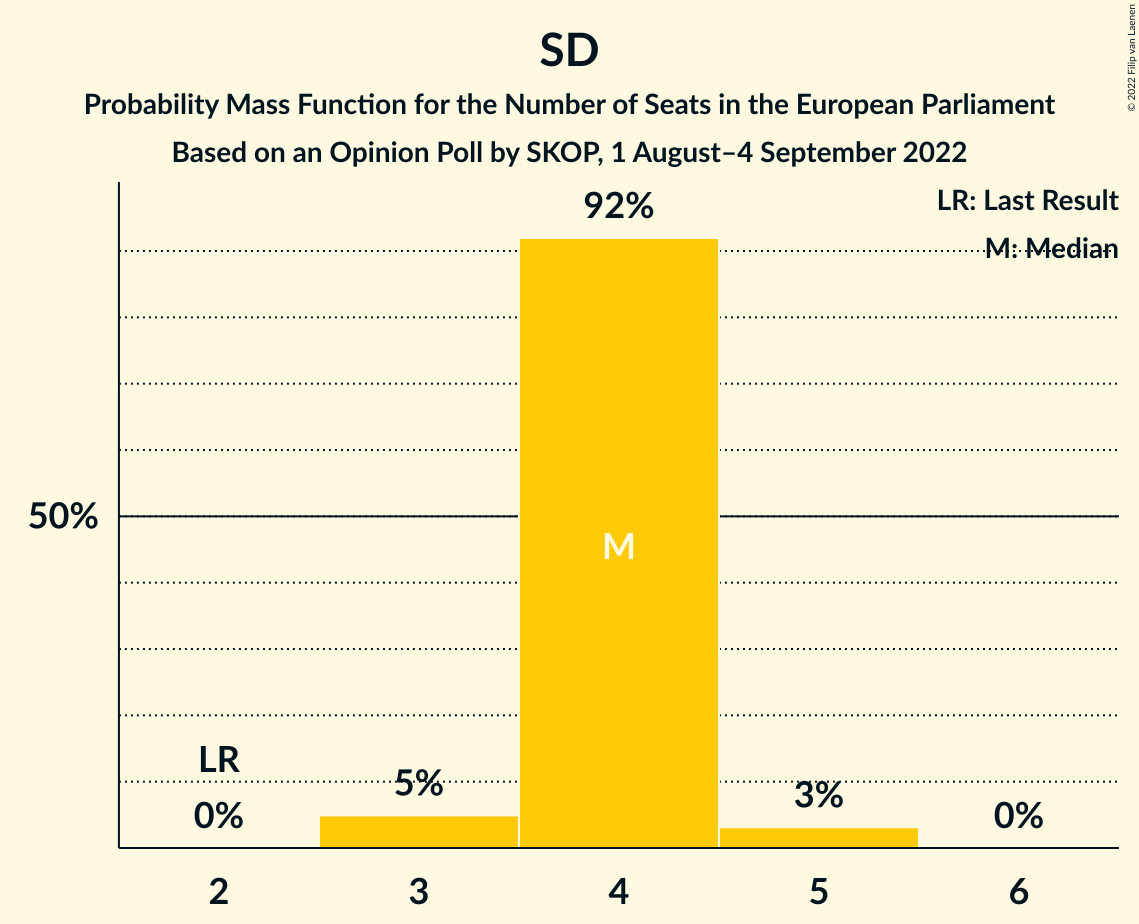 SD
Probability Mass Function for the Number of Seats in the European Parliament
Based on an Opinion Poll by SKOP, 1 August–4 September 2022
© 2022 Filip van Laenen
LR: Last Result
M: Median
92%
50%
M
LR
0%
5%
3%
0%
2 3 4 5 6